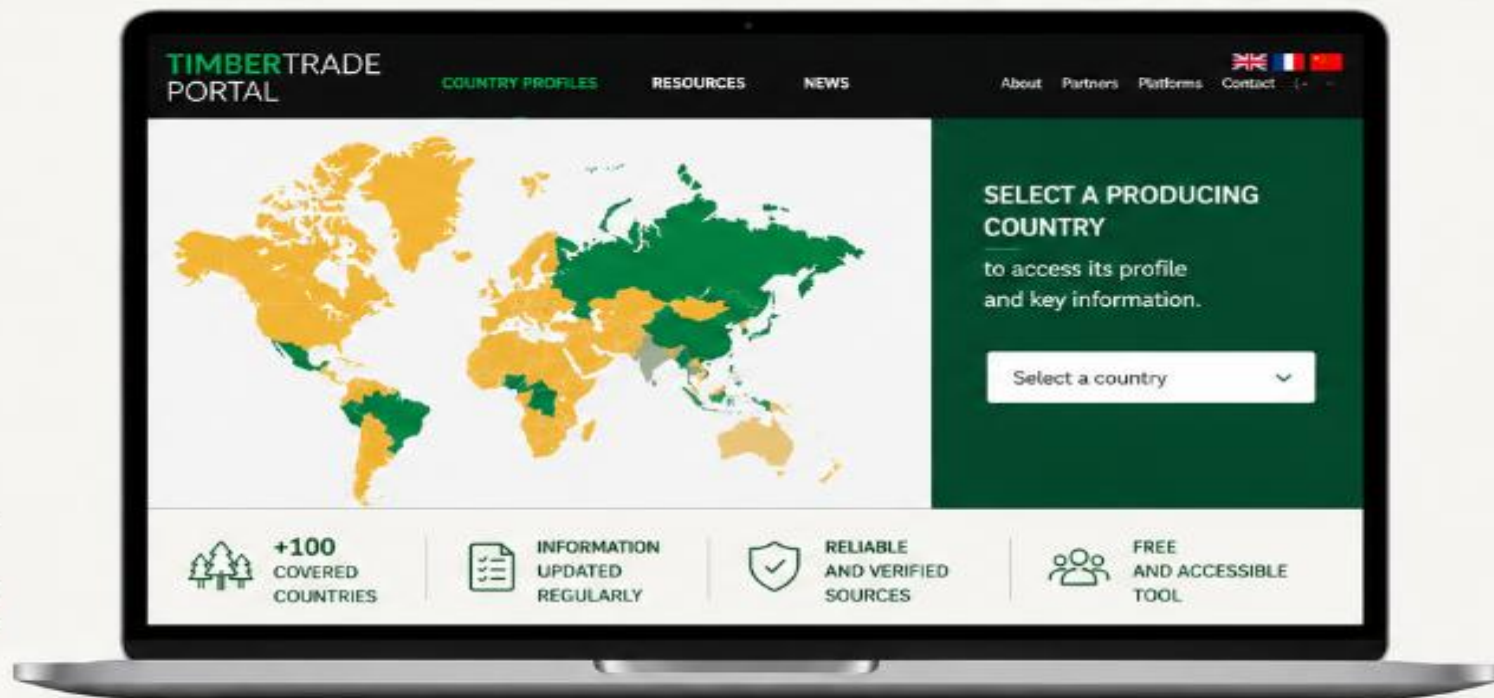 TIMBERTRADE
PORTAL
COUNTRY PROFILES
RESOURCES
NEWS
About
Partners
Platforms
Contact
SELECT A PRODUCING
COUNTRY
to access its profile
and key information.
Select a country
+100
COVERED
COUNTRIES
INFORMATION
UPDATED
REGULARLY
RELIABLE
AND VERIFIED
SOURCES
FREE
AND ACCESSIBLE
TOOL